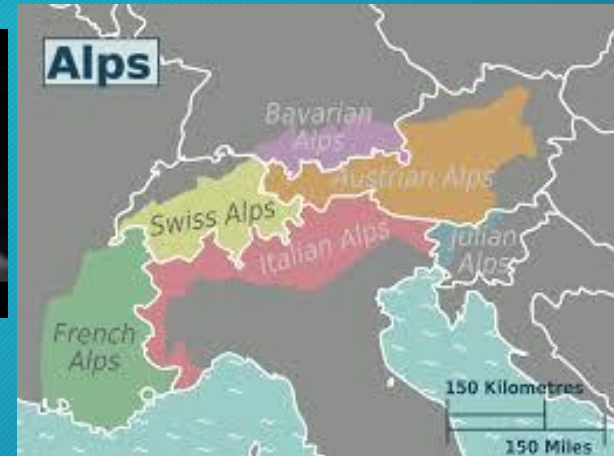 Alps
Bavarian
Alps
Austrian Alps
Swiss Alps
Italian Alps
Julian
Alps
French
Alps
150 Kilometres
150 Miles